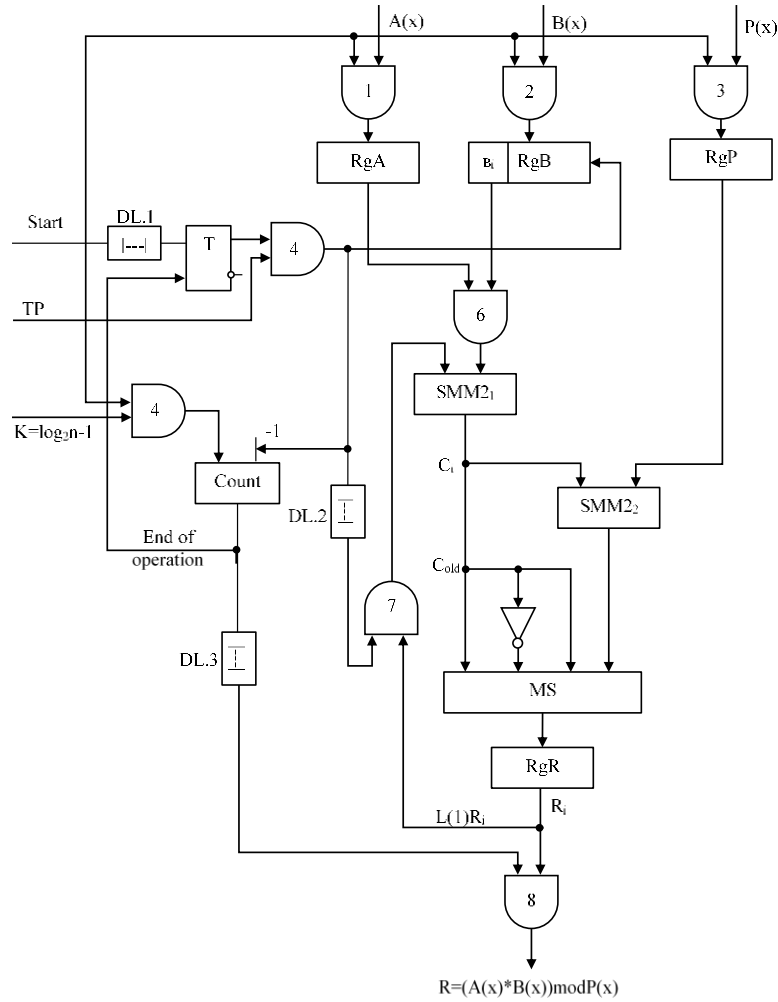 A(x)
B(x)
P(x)
1
2
3
RgA
Bᵢ RgB
RgP
Start
DL.1
|---|
T
4
TP
6
SMM2₁
4
K=log₂n-1
-1
Count
Cᵢ
SMM2₂
DL.2
End of
operation
Cold
7
DL.3
MS
RgR
Rᵢ
L(1)Rᵢ
8
R=(A(x)*B(x))modP(x)